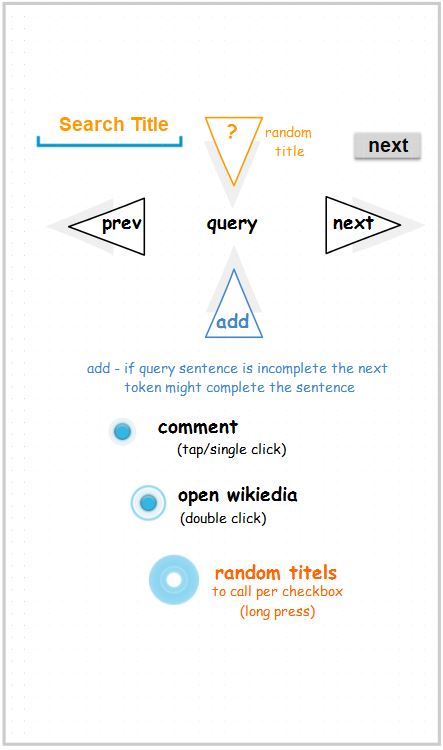 Search Title
?
random
title
next
prev
query
next
add
add - if query sentence is incomplete the next
token might complete the sentence
comment
(tap/single click)
open wikiedia
(double click)
random titels
to call per checkbox
(long press)